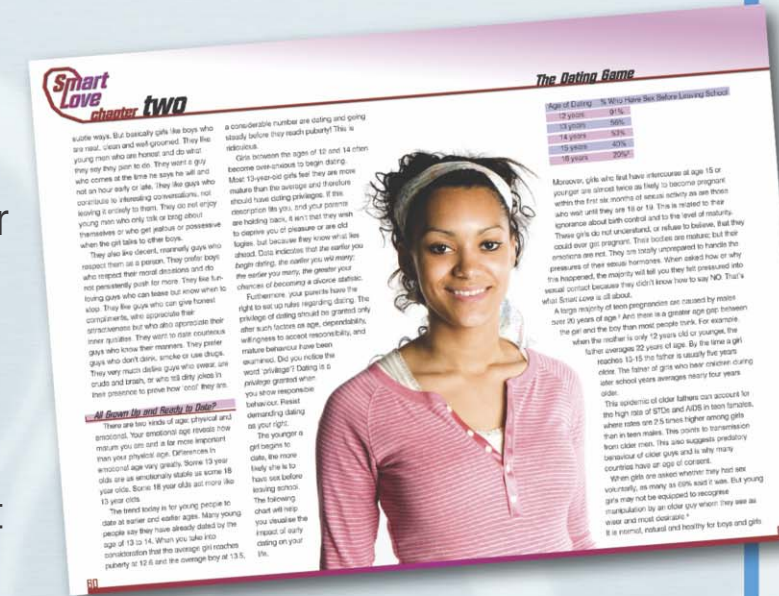 Smart
Love
chapter two
The Dating Game
subtle ways. But basically girls like boys who
are neat, clean and well-groomed. They like
young men who are honest and do what
they say they plan to do. They want a guy
who comes at the time he says he will and
not an hour early or late. They like guys who
contribute to interesting conversations, not
leaving it entirely to them. They do not enjoy
young men who only talk or brag about
themselves or who get jealous or possessive
when the girl talks to other boys.
They also like decent, mannerly guys who
respect them as a person. They prefer boys
who respect their moral decisions and do
not persistently push for more. They like fun-
loving guys who can tease but know when to
stop. They like guys who can give honest
compliments, who appreciate their
attractiveness but who also appreciate their
inner qualities. They want to date courteous
guys who know their manners. They prefer
guys who don't drink, smoke or use drugs.
They very much dislike guys who swear, are
crude and brash, or who tell dirty jokes in
their presence to prove how 'cool' they are.
All Grown Up and Ready to Date?
There are two kinds of age: physical and
emotional. Your emotional age reveals how
mature you are and is far more important
than your physical age. Differences in
emotional age vary greatly. Some 13 year
olds are as emotionally stable as some 18
year olds. Some 18 year olds act more like
13 year olds.
The trend today is for young people to
date at earlier and earlier ages. Many young
people say they have already dated by the
age of 13 to 14. When you take into
consideration that the average girl reaches
puberty at 12.6 and the average boy at 13.5,
60
a considerable number are dating and going
steady before they reach puberty! This is
ridiculous.
Girls between the ages of 12 and 14 often
become over-anxious to begin dating.
Most 13-year-old girls feel they are more
mature than the average and therefore
should have dating privileges. If this
description fits you, and your parents
are holding back, it isn't that they wish
to deprive you of pleasure or are old
fogies, but because they know what lies
ahead. Data indicates that the earlier you
begin dating, the earlier you will marry;
the earlier you marry, the greater your
chances of becoming a divorce statistic.
Furthermore, your parents have the
right to set up rules regarding dating. The
privilege of dating should be granted only
after such factors as age, dependability,
willingness to accept responsibility, and
mature behaviour have been
examined. Did you notice the
word 'privilege'? Dating is a
privilege granted when
you show responsible
behaviour. Resist
demanding dating
as your right.
The younger a
girl begins to
date, the more
likely she is to
have sex before
leaving school.
The following
chart will help
you visualise the
impact of early
dating on your
life.
Age of Dating % Who Have Sex Before Leaving School
12 years 91%
13 years 56%
14 years 53%
15 years 40%
16 years 20%
Moreover, girls who first have intercourse at age 15 or
younger are almost twice as likely to become pregnant
within the first six months of sexual activity as are those
who wait until they are 18 or 19. This is related to their
ignorance about birth control and to the level of maturity.
These girls do not understand, or refuse to believe, that they
could ever get pregnant. Their bodies are mature; but their
emotions are not. They are totally unprepared to handle the
pressures of their sexual hormones. When asked how or why
this happened, the majority will tell you they felt pressured into
sexual contact because they didn't know how to say NO. That's
what Smart Love is all about.
A large majority of teen pregnancies are caused by males
over 20 years of age. And there is a greater age gap between
the girl and the boy than most people think. For example
when the mother is only 12 years old or younger, the
father averages 22 years of age. By the time a girl
reaches 13-15 the father is usually five years
older. The father of girls who bear children during
later school years averages nearly four years
older.
This epidemic of older fathers can account for
the high rate of STDs and AIDS in teen females,
where rates are 2.5 times higher among girls
than in teen males. This points to transmission
from older men. This also suggests predatory
behaviour of older guys and is why many
countries have an age of consent.
When girls are asked whether they had sex
voluntarily, as many as said it was. But young
girls may not be equipped to recognise
manipulation by an older guy whom they see as
wiser and most desirable.
It is normal, natural and healthy for boys and girls
r
t